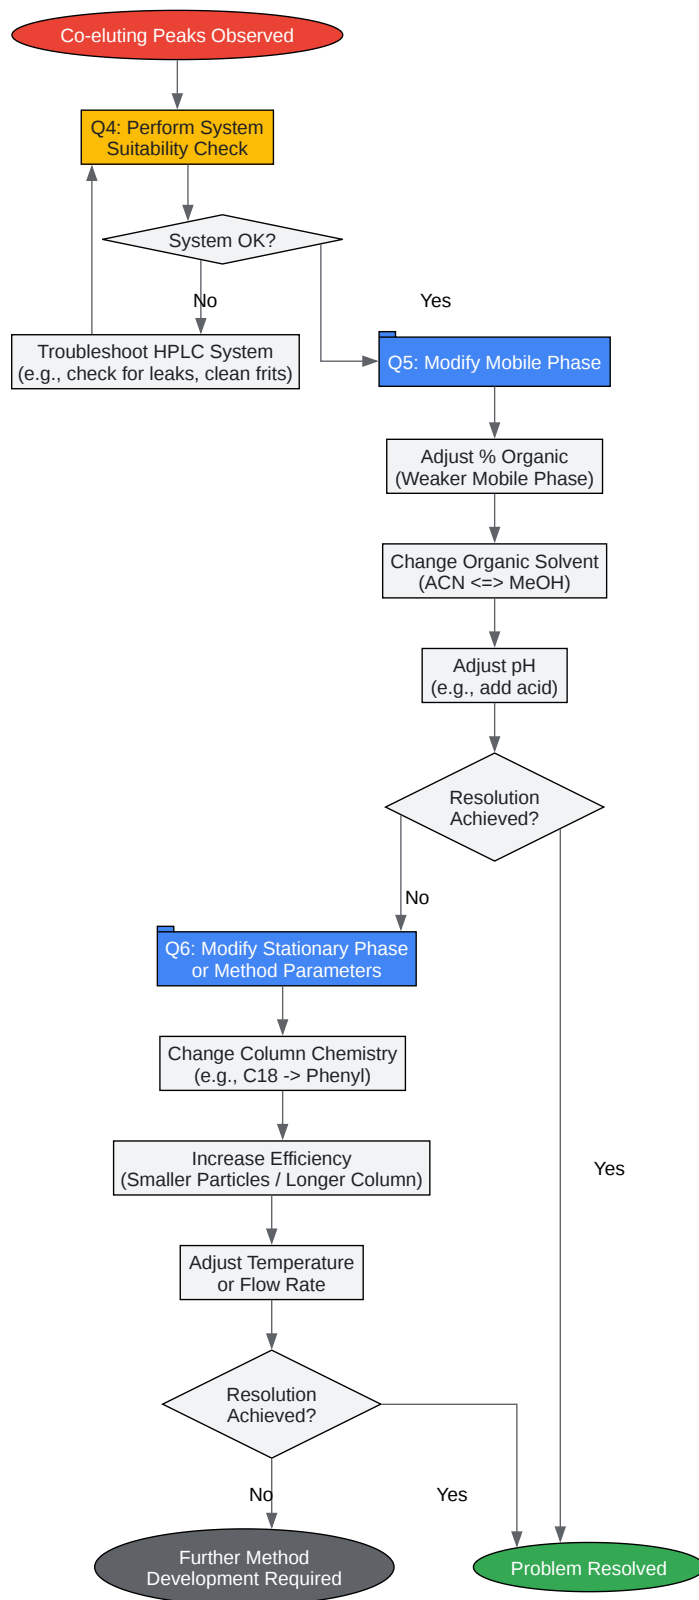 Co-eluting Peaks Observed
Q4: Perform System
Suitability Check
System OK?
No
Yes
Troubleshoot HPLC System
(e.g., check for leaks, clean frits)
Q5: Modify Mobile Phase
Adjust % Organic
(Weaker Mobile Phase)
Change Organic Solvent
(ACN <=> MeOH)
Adjust pH
(e.g., add acid)
Resolution
Achieved?
No
Q6: Modify Stationary Phase
or Method Parameters
Change Column Chemistry
(e.g., C18 -> Phenyl)
Increase Efficiency
(Smaller Particles / Longer Column)
Yes
Adjust Temperature
or Flow Rate
Resolution
Achieved?
No
Yes
Further Method
Development Required
Problem Resolved